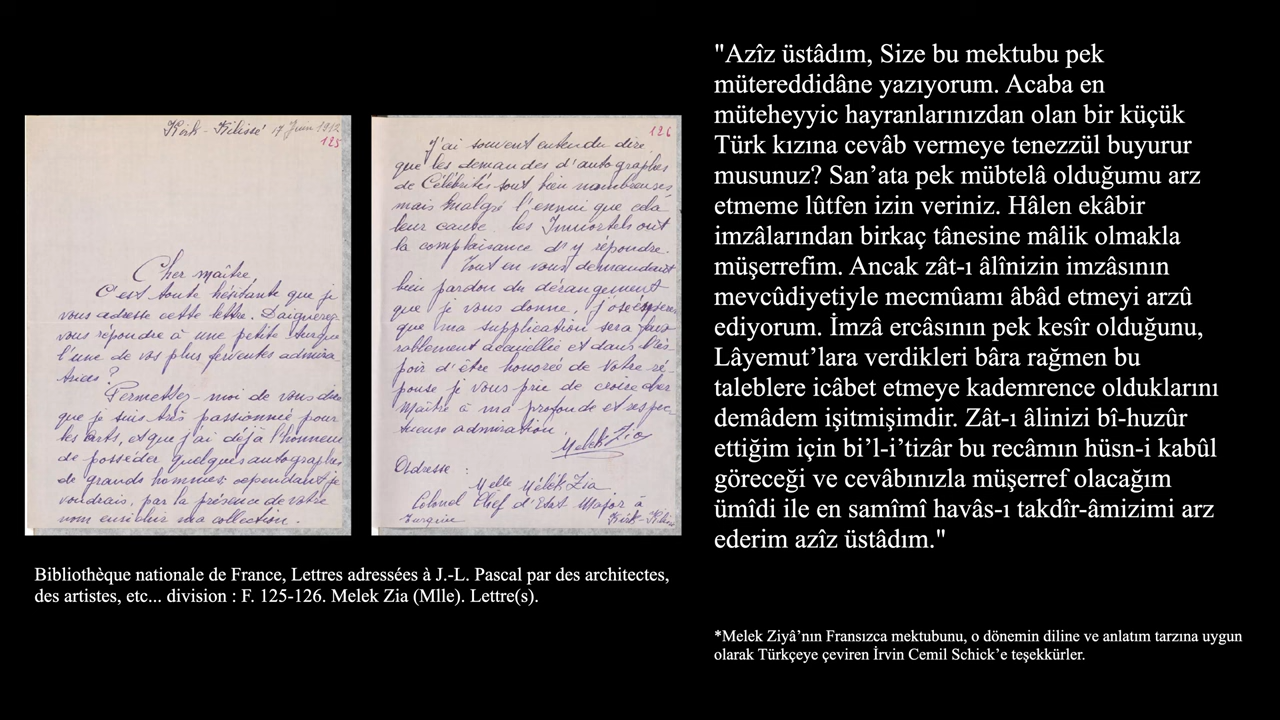 Kirk-Kilissé 17 Juin 1912
125
Cher maître,
C'est toute hésitante que je
vous adresse cette lettre. Daignerez-
vous répondre à une petite turque
l'une de vos plus ferventes admira-
trices ?
Permettez-moi de vous dire
que je suis très passionnée pour
les arts, et que j'ai déjà l'honneur
de posséder quelques autographes
de grands hommes; cependant je
voudrais, par la présence de votre
nom enrichir ma collection.
126
J'ai souvent entendu dire
que les demandes d'autographes
de Célébrités sont bien nombreuses
mais malgré l'ennui que cela
leur cause les Immortels ont
la complaisance d'y répondre.
Tout en vous demandant
bien pardon du dérangement
que je vous donne, j'ose espérer
que ma supplication sera favo-
rablement accueillie et dans l'es-
poir d'être honorée de votre ré-
ponse je vous prie de croire cher
Maître à ma profonde et respec-
tueuse admiration.
Melek Zia
Adresse :
Melle Mélek Zia
Colonel Chef d'Etat Major à
Turquie Kirk-Kilis
Bibliothèque nationale de France, Lettres adressées à J.-L. Pascal par des architectes,
des artistes, etc... division : F. 125-126. Melek Zia (Mlle). Lettre(s).
"Azîz üstâdım, Size bu mektubu pek
mütereddidâne yazıyorum. Acaba en
müteheyyic hayranlarınızdan olan bir küçük
Türk kızına cevâb vermeye tenezzül buyurur
musunuz? San’ata pek mübtelâ olduğumu arz
etmeme lûtfen izin veriniz. Hâlen ekâbir
imzâlarından birkaç tânesine mâlik olmakla
müşerrefim. Ancak zât-ı âlînizin imzâsının
mevcûdiyetiyle mecmûamı âbâd etmeyi arzû
ediyorum. İmzâ ercâsının pek kesîr olduğunu,
Lâyemut’lara verdikleri bâra rağmen bu
taleblere icâbet etmeye kademrence olduklarını
demâdem işitmişimdir. Zât-ı âlinizi bî-huzûr
ettiğim için bi’l-i’tizâr bu recâmın hüsn-i kabûl
göreceği ve cevâbınızla müşerref olacağım
ümîdi ile en samîmî havâs-ı takdîr-âmizimi arz
ederim azîz üstâdım."
*Melek Ziyâ’nın Fransızca mektubunu, o dönemin diline ve anlatım tarzına uygun
olarak Türkçeye çeviren İrvin Cemil Schick’e teşekkürler.